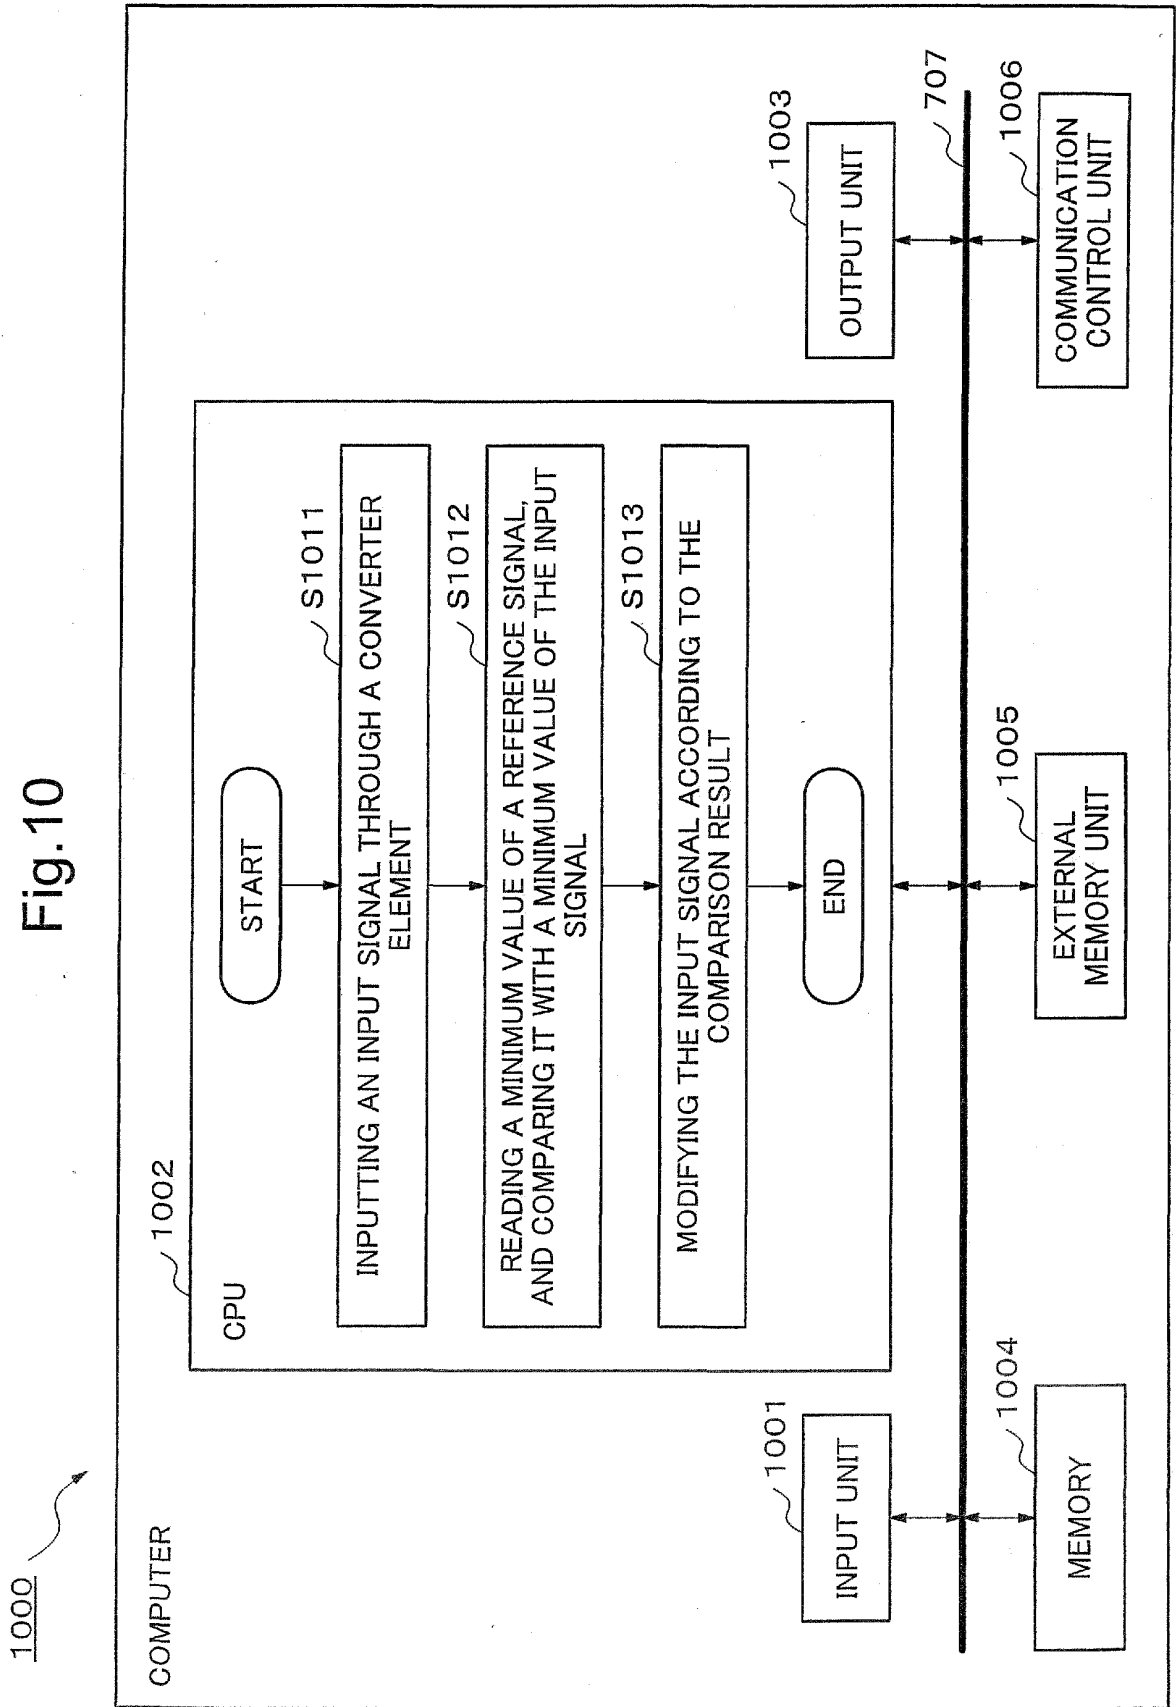 Fig.10
1000
COMPUTER
1002
CPU
START
S1011
INPUTTING AN INPUT SIGNAL THROUGH A CONVERTER
ELEMENT
S1012
READING A MINIMUM VALUE OF A REFERENCE SIGNAL,
AND COMPARING IT WITH A MINIMUM VALUE OF THE INPUT
SIGNAL
S1013
MODIFYING THE INPUT SIGNAL ACCORDING TO THE
COMPARISON RESULT
END
1001
INPUT UNIT
1003
OUTPUT UNIT
707
1004
MEMORY
1005
EXTERNAL
MEMORY UNIT
1006
COMMUNICATION
CONTROL UNIT